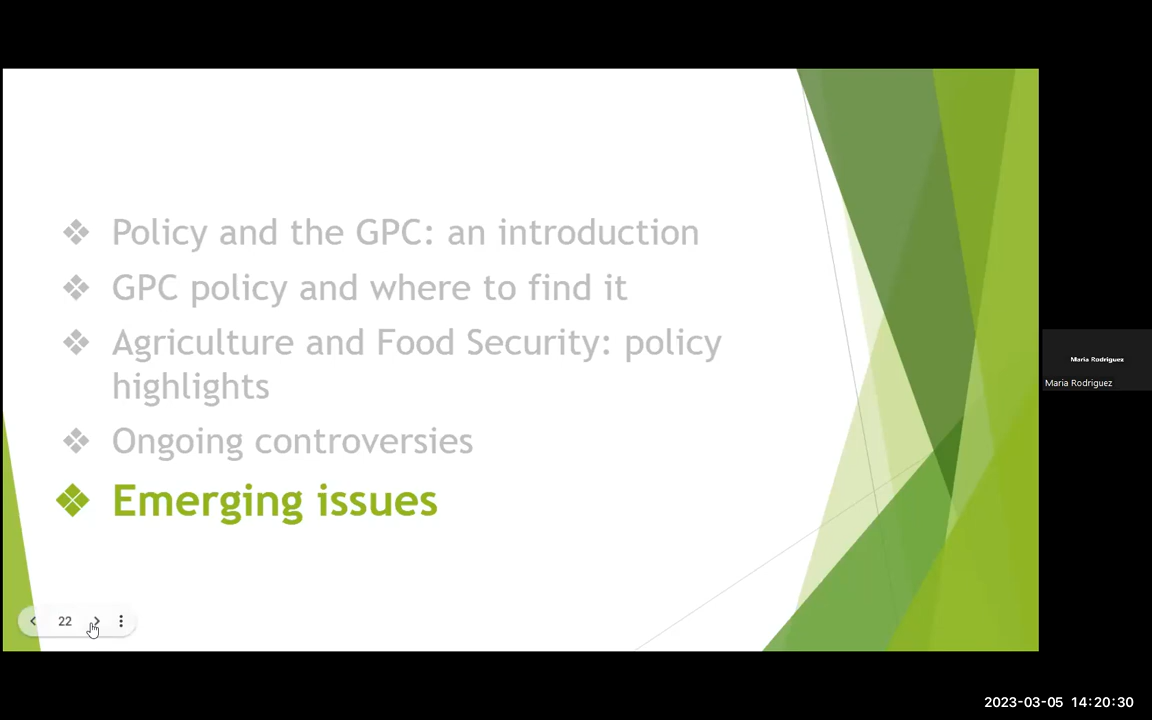 Policy and the GPC: an introduction
GPC policy and where to find it
Agriculture and Food Security: policy
highlights
Ongoing controversies
Emerging issues
22
Maria Rodriguez
Maria Rodriguez
2023-03-05 14:20:30